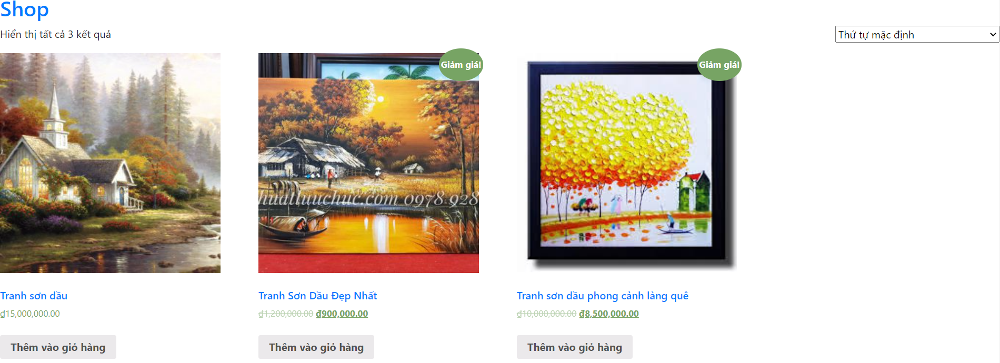 Shop
Hiển thị tất cả 3 kết quả
Thứ tự mặc định
Giảm giá!
Giảm giá!
huatluuchuc.com 0978 928
Tranh sơn dầu
₫15,000,000.00
Thêm vào giỏ hàng
Tranh Sơn Dầu Đẹp Nhất
₫1,200,000.00 ₫900,000.00
Thêm vào giỏ hàng
Tranh sơn dầu phong cảnh làng quê
₫10,000,000.00 ₫8,500,000.00
Thêm vào giỏ hàng